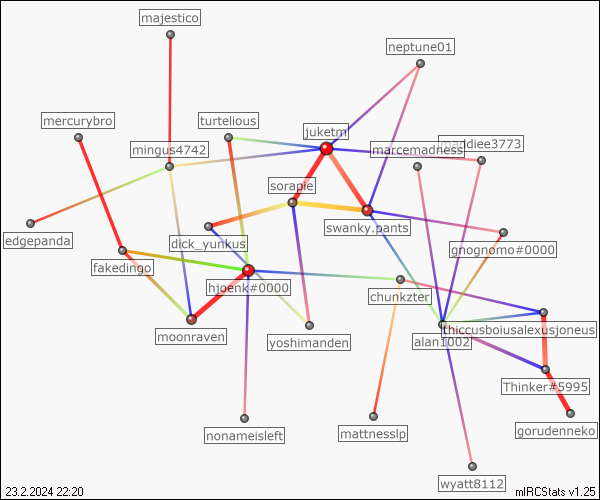 majestico
neptune01
mercurybro
turtelious
juketm
maddiee3773
mingus4742
marcemadness
sorapie
swanky.pants
edgepanda
dick_yunkus
gnognomo#0000
fakedingo
hjoenk#0000
chunkzter
thiccusboiusalexusjoneus
moonraven
yoshimanden
alan1002
Thinker#5995
nonameisleft
mattnesslp
gorudenneko
wyatt8112
23.2.2024 22:20
mIRCStats v1.25